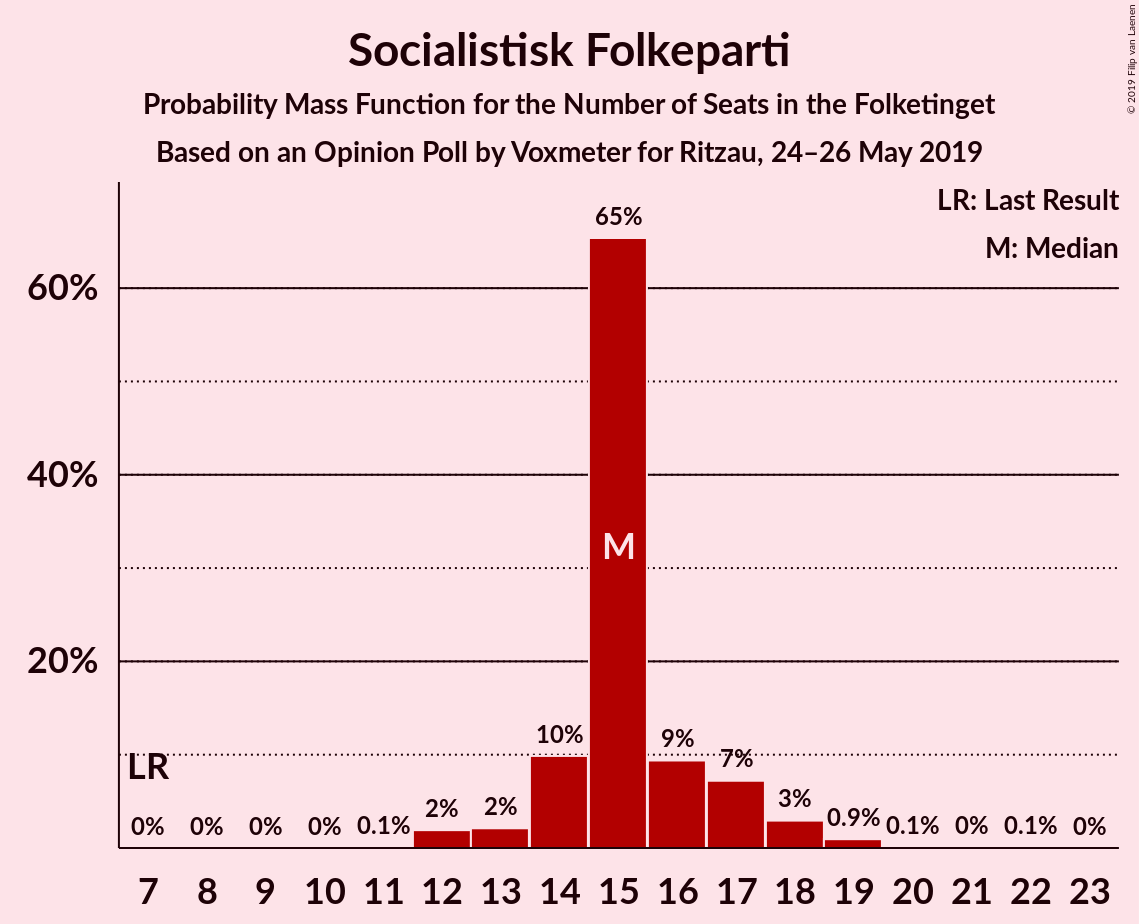 Socialistisk Folkeparti
Probability Mass Function for the Number of Seats in the Folketinget
Based on an Opinion Poll by Voxmeter for Ritzau, 24–26 May 2019
© 2019 Filip van Laenen
LR: Last Result
M: Median
60%
40%
20%
65%
M
10%
9%
7%
LR
0% 0% 0% 0% 0.1% 2% 2% 3% 0.9% 0.1% 0% 0.1% 0%
7 8 9 10 11 12 13 14 15 16 17 18 19 20 21 22 23